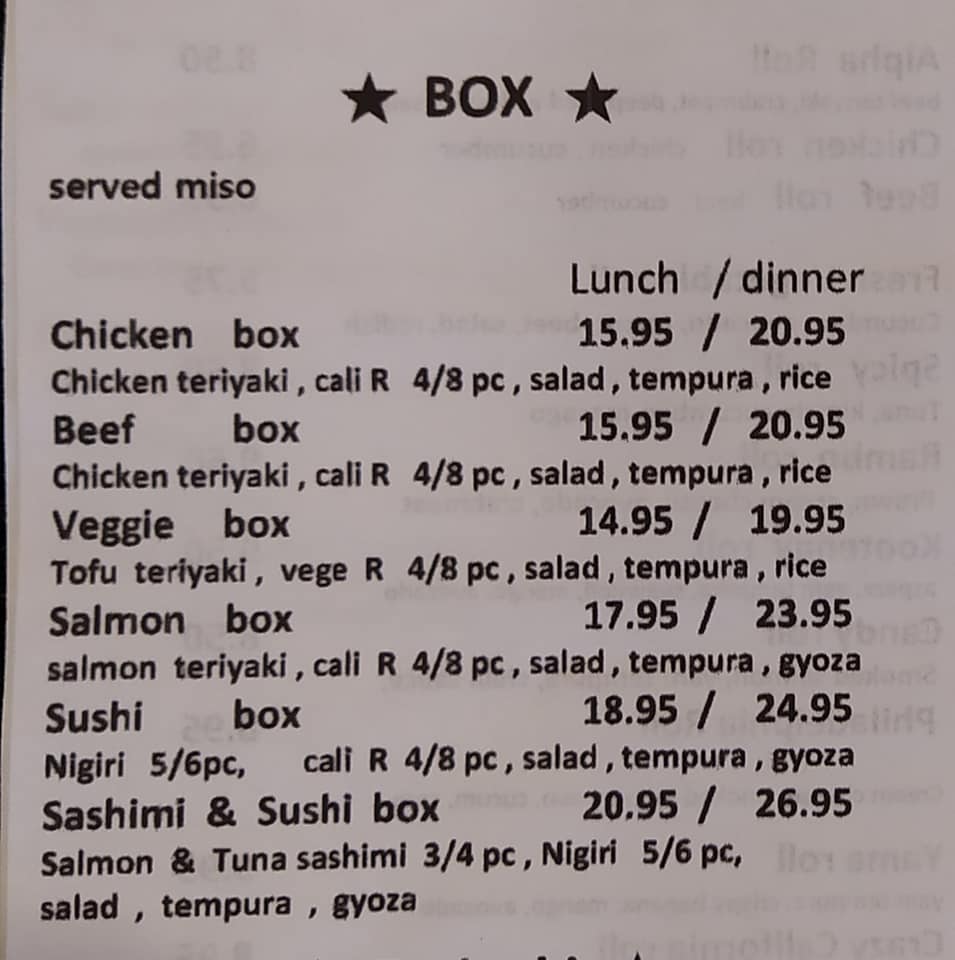 ★ BOX ★
served miso
Lunch / dinner
Chicken box 15.95 / 20.95
Chicken teriyaki , cali R 4/8 pc , salad , tempura , rice
Beef box 15.95 / 20.95
Chicken teriyaki , cali R 4/8 pc , salad , tempura , rice
Veggie box 14.95 / 19.95
Tofu teriyaki , vege R 4/8 pc , salad , tempura , rice
Salmon box 17.95 / 23.95
salmon teriyaki , cali R 4/8 pc , salad , tempura , gyoza
Sushi box 18.95 / 24.95
Nigiri 5/6pc, cali R 4/8 pc , salad , tempura , gyoza
Sashimi & Sushi box 20.95 / 26.95
Salmon & Tuna sashimi 3/4 pc , Nigiri 5/6 pc,
salad , tempura , gyoza